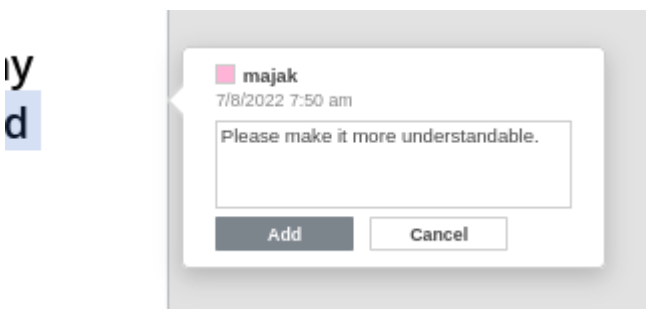 y
d
majak
7/8/2022 7:50 am
Please make it more understandable.
Add
Cancel